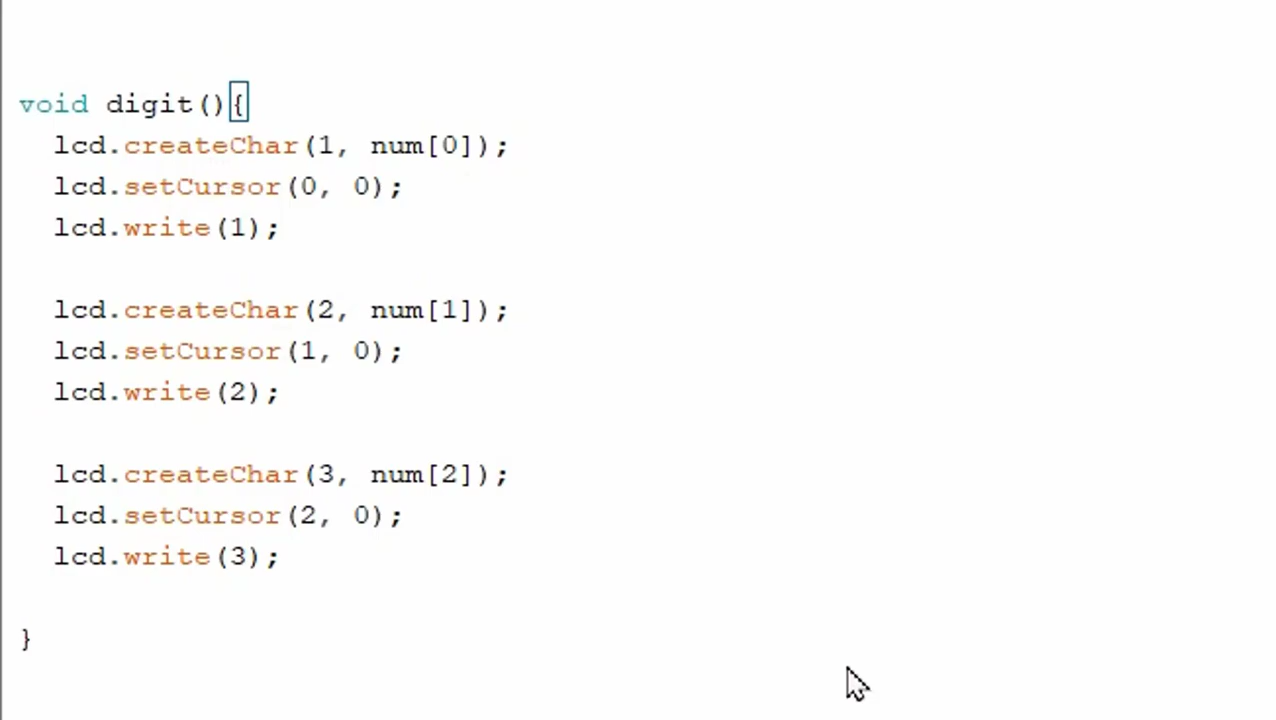 void digit(){
  lcd.createChar(1, num[0]);
  lcd.setCursor(0, 0);
  lcd.write(1);
  lcd.createChar(2, num[1]);
  lcd.setCursor(1, 0);
  lcd.write(2);
  lcd.createChar(3, num[2]);
  lcd.setCursor(2, 0);
  lcd.write(3);
}